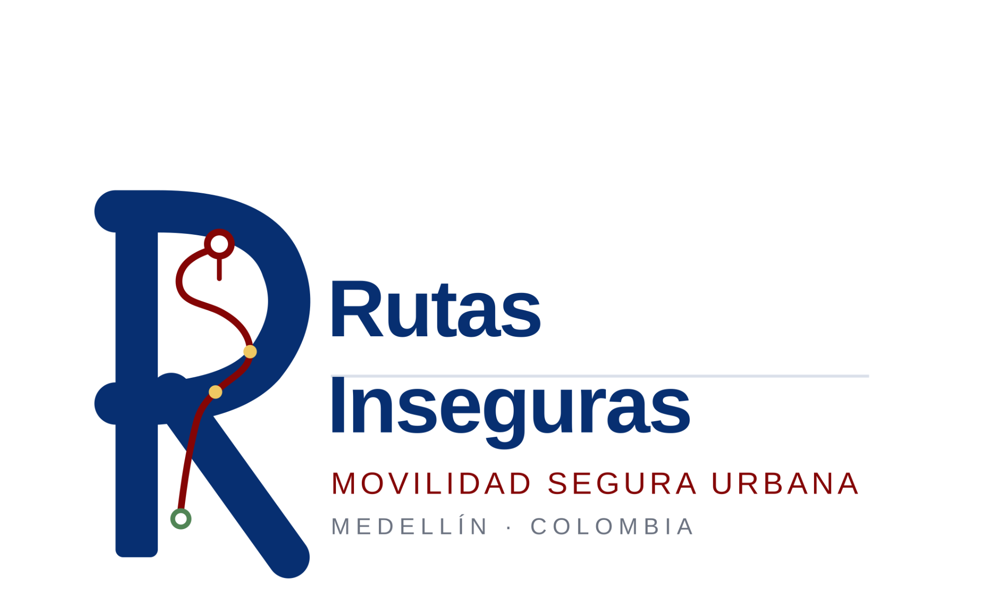 R
Rutas
Inseguras
MOVILIDAD SEGURA URBANA
MEDELLÍN · COLOMBIA